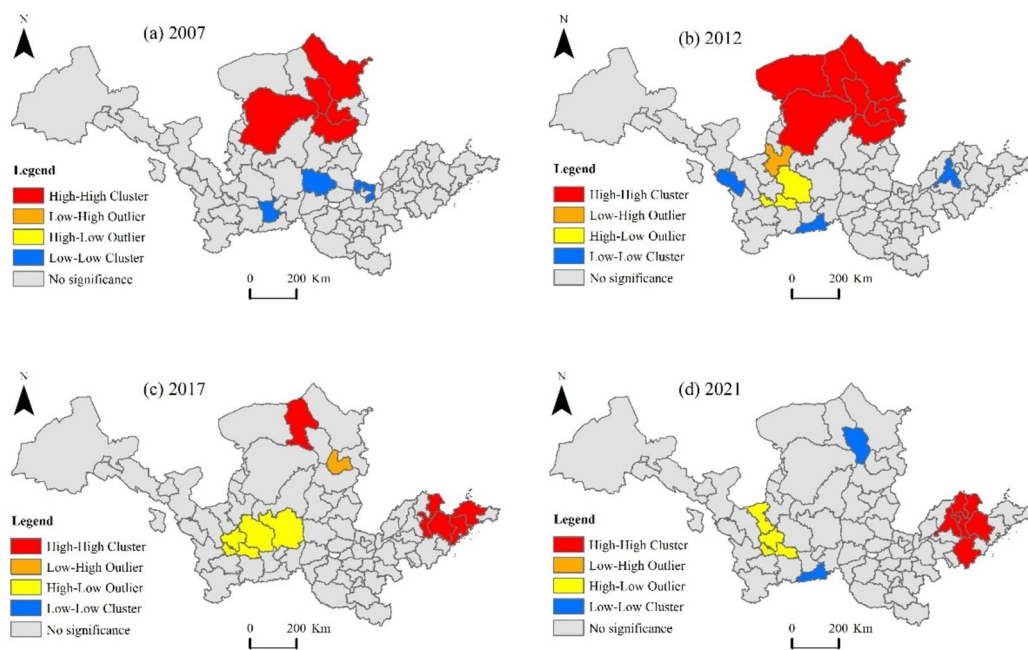 N
(a) 2007
Legend
High-High Cluster
Low-High Outlier
High-Low Outlier
Low-Low Cluster
No significance
0 200 Km
N
(b) 2012
Legend
High-High Cluster
Low-High Outlier
High-Low Outlier
Low-Low Cluster
No significance
0 200 Km
N
(c) 2017
Legend
High-High Cluster
Low-High Outlier
High-Low Outlier
Low-Low Cluster
No significance
0 200 Km
N
(d) 2021
Legend
High-High Cluster
Low-High Outlier
High-Low Outlier
Low-Low Cluster
No significance
0 200 Km